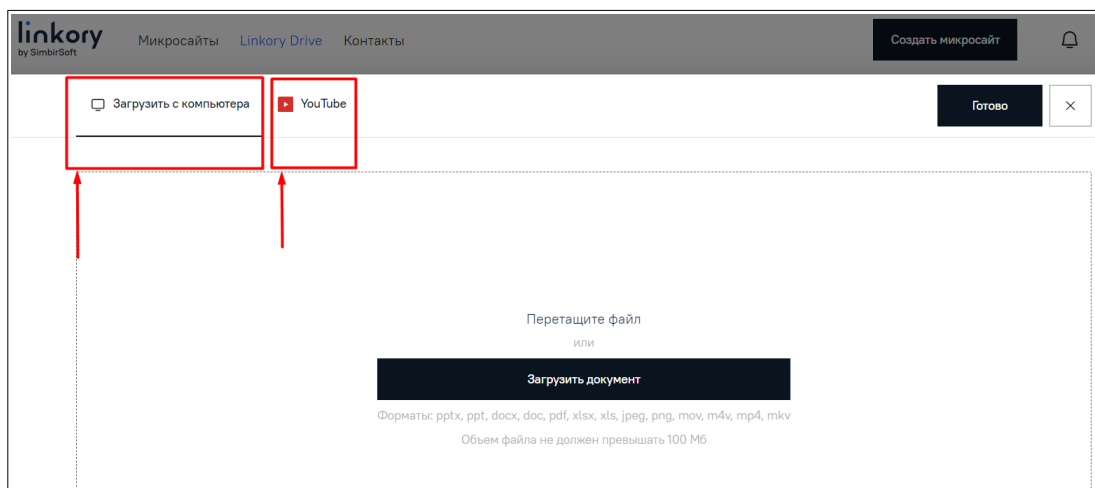 linkory
by SimbirSoft
Микросайты Linkory Drive Контакты Создать микросайт
Загрузить с компьютера YouTube Готово
Перетащите файл
или
Загрузить документ
Форматы: pptx, ppt, docx, doc, pdf, xlsx, xls, jpeg, png, mov, m4v, mp4, mkv
Объем файла не должен превышать 100 Мб